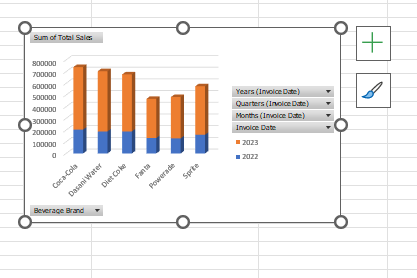 Sum of Total Sales
800000
700000
600000
500000
400000
300000
200000
100000
0
Coca-Cola
Dasani Water
Diet Coke
Fanta
Powerade
Sprite
Years (Invoice Date)
Quarters (Invoice Date)
Months (Invoice Date)
Invoice Date
2023
2022
Beverage Brand